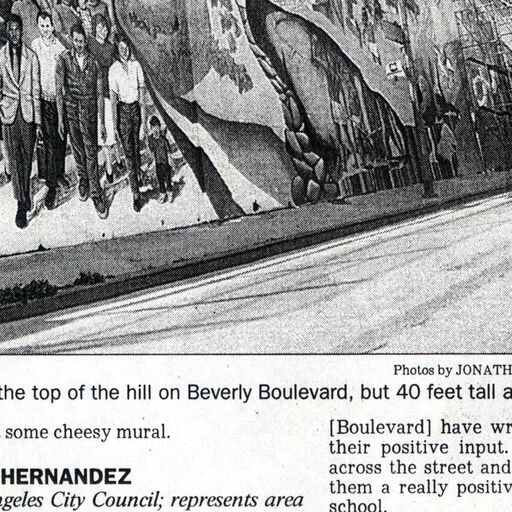 Photos by JONATH
the top of the hill on Beverly Boulevard, but 40 feet tall a
some cheesy mural.
HERNANDEZ
ngeles City Council; represents area
[Boulevard] have wr
their positive input.
across the street and
them a really positiv
school.